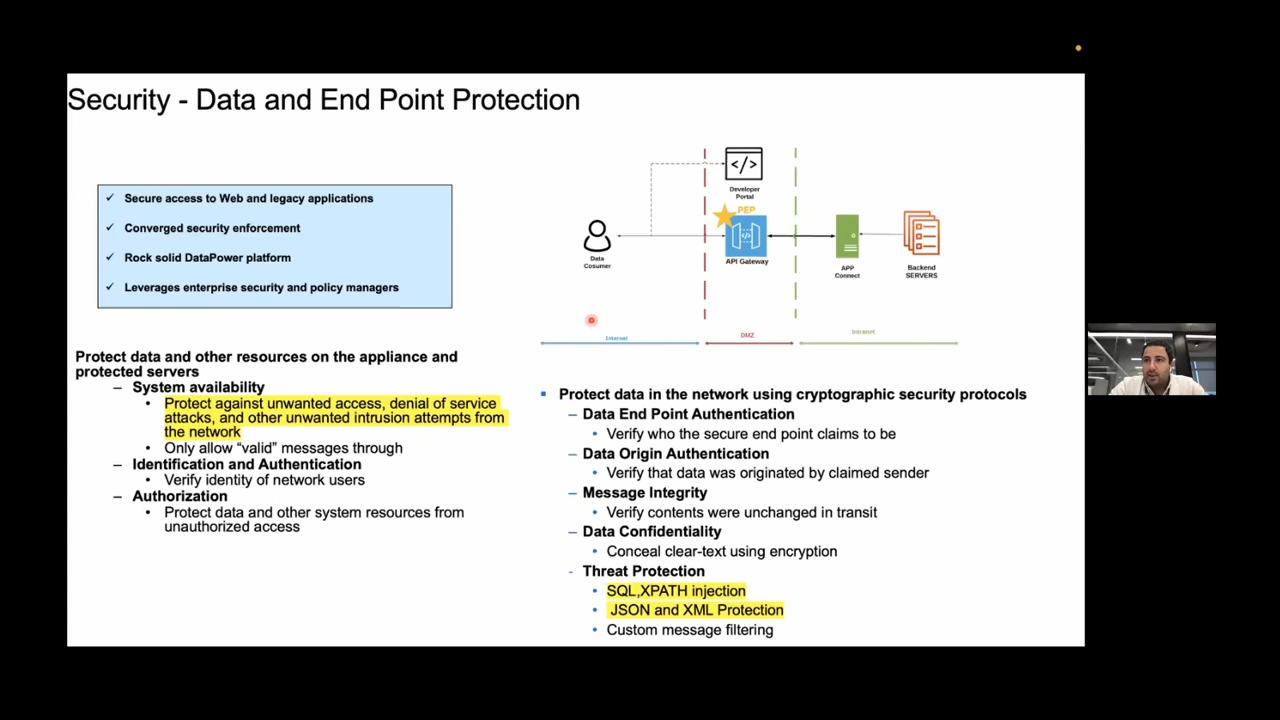 Security - Data and End Point Protection
✓ Secure access to Web and legacy applications
✓ Converged security enforcement
✓ Rock solid DataPower platform
✓ Leverages enterprise security and policy managers
</>
Developer
Portal
PEP
</>
API Gateway
Data
Cosumer
APP
Connect
Backend
SERVERS
Internet
DMZ
Intranet
Protect data and other resources on the appliance and
protected servers
– System availability
• Protect against unwanted access, denial of service
attacks, and other unwanted intrusion attempts from
the network
• Only allow “valid” messages through
– Identification and Authentication
• Verify identity of network users
– Authorization
• Protect data and other system resources from
unauthorized access
▪ Protect data in the network using cryptographic security protocols
– Data End Point Authentication
• Verify who the secure end point claims to be
– Data Origin Authentication
• Verify that data was originated by claimed sender
– Message Integrity
• Verify contents were unchanged in transit
– Data Confidentiality
• Conceal clear-text using encryption
- Threat Protection
• SQL,XPATH injection
• JSON and XML Protection
• Custom message filtering